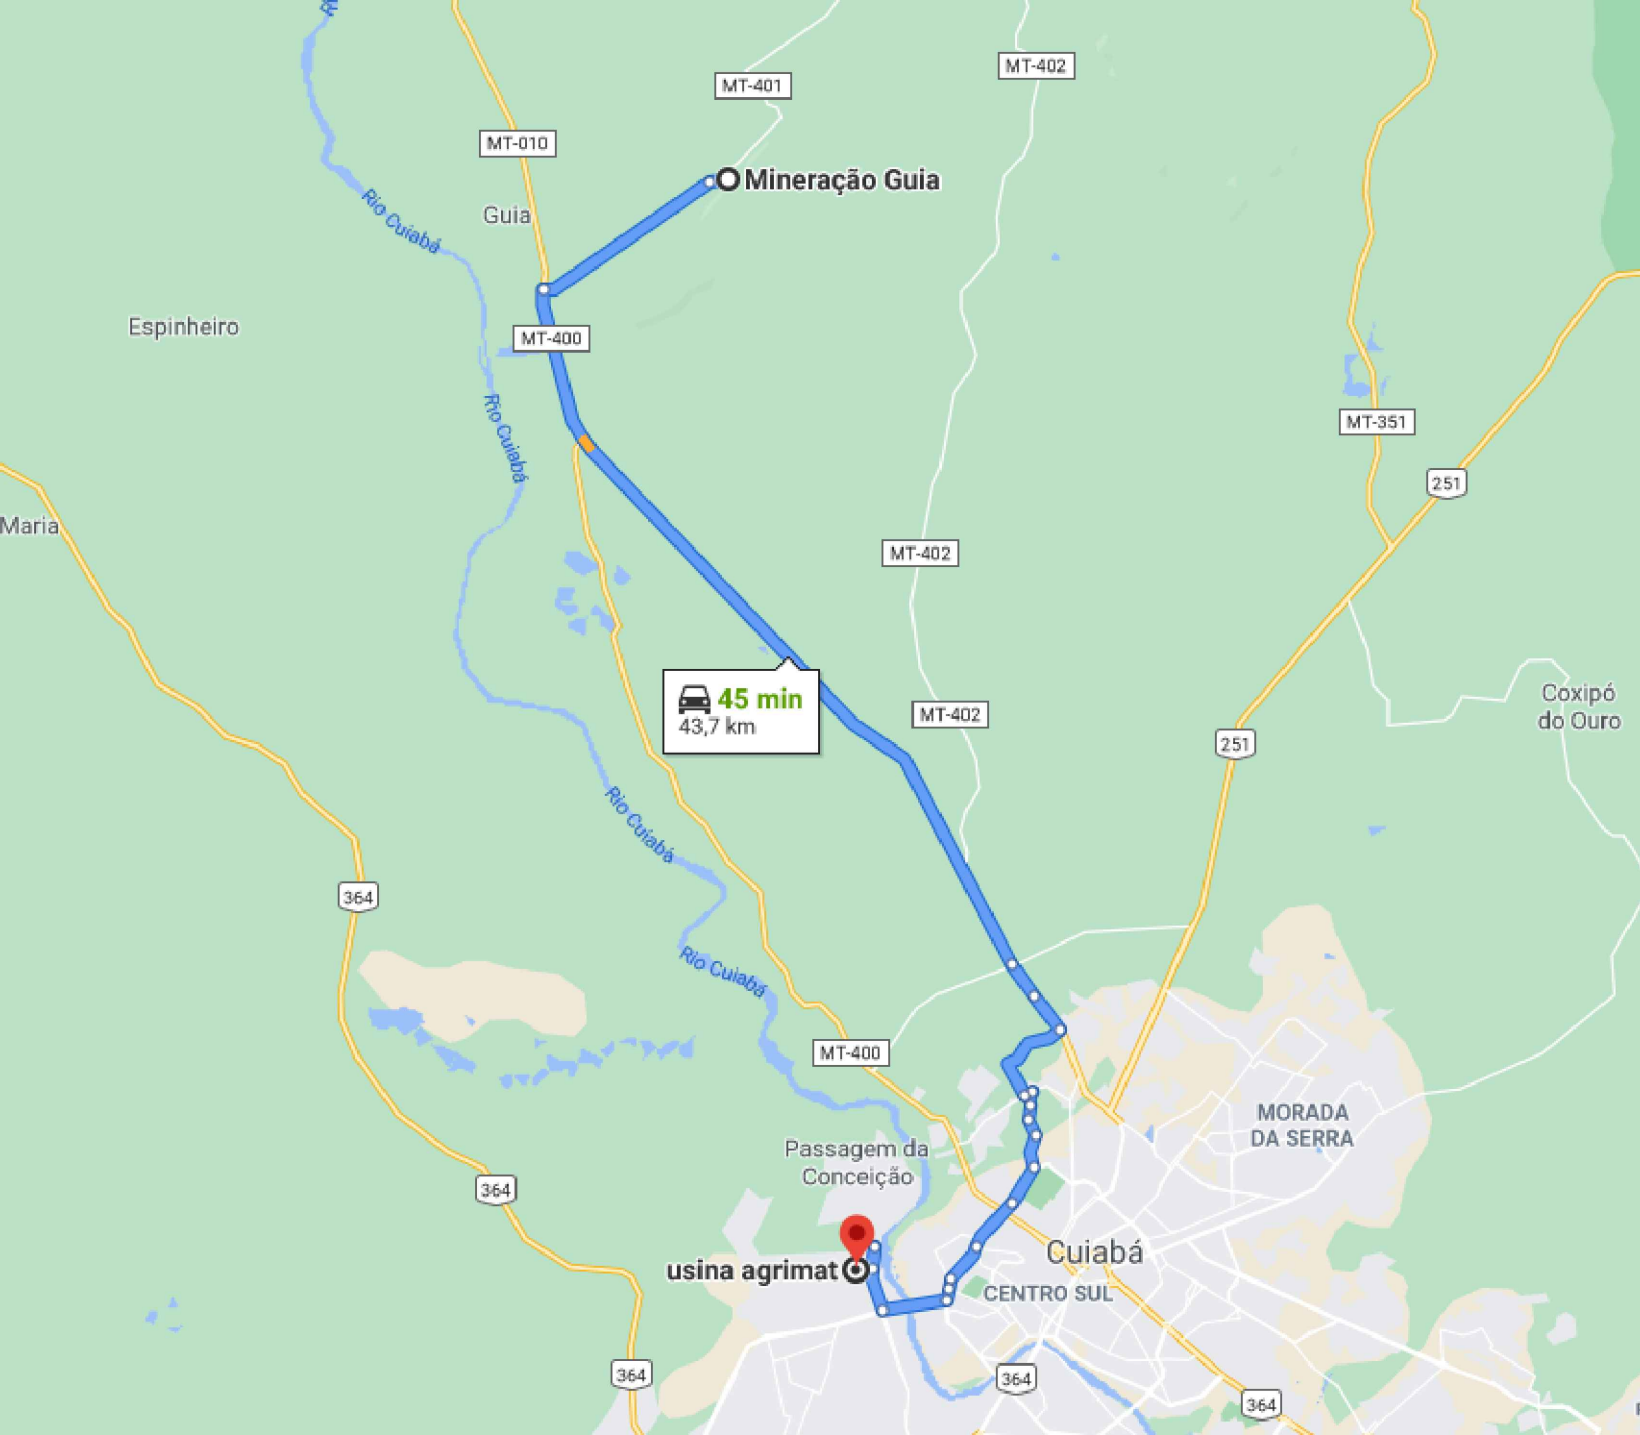 MT-401
MT-402
MT-010
Mineração Guia
Rio Cuiabá
Guia
Espinheiro
MT-400
Rio Cuiabá
MT-351
251
Maria
MT-402
45 min
43,7 km
MT-402
Coxipó
do Ouro
251
Rio Cuiabá
364
Rio Cuiabá
MT-400
MORADA
DA SERRA
Passagem da
Conceição
364
Cuiabá
usina agrimat
CENTRO SUL
364
364
364